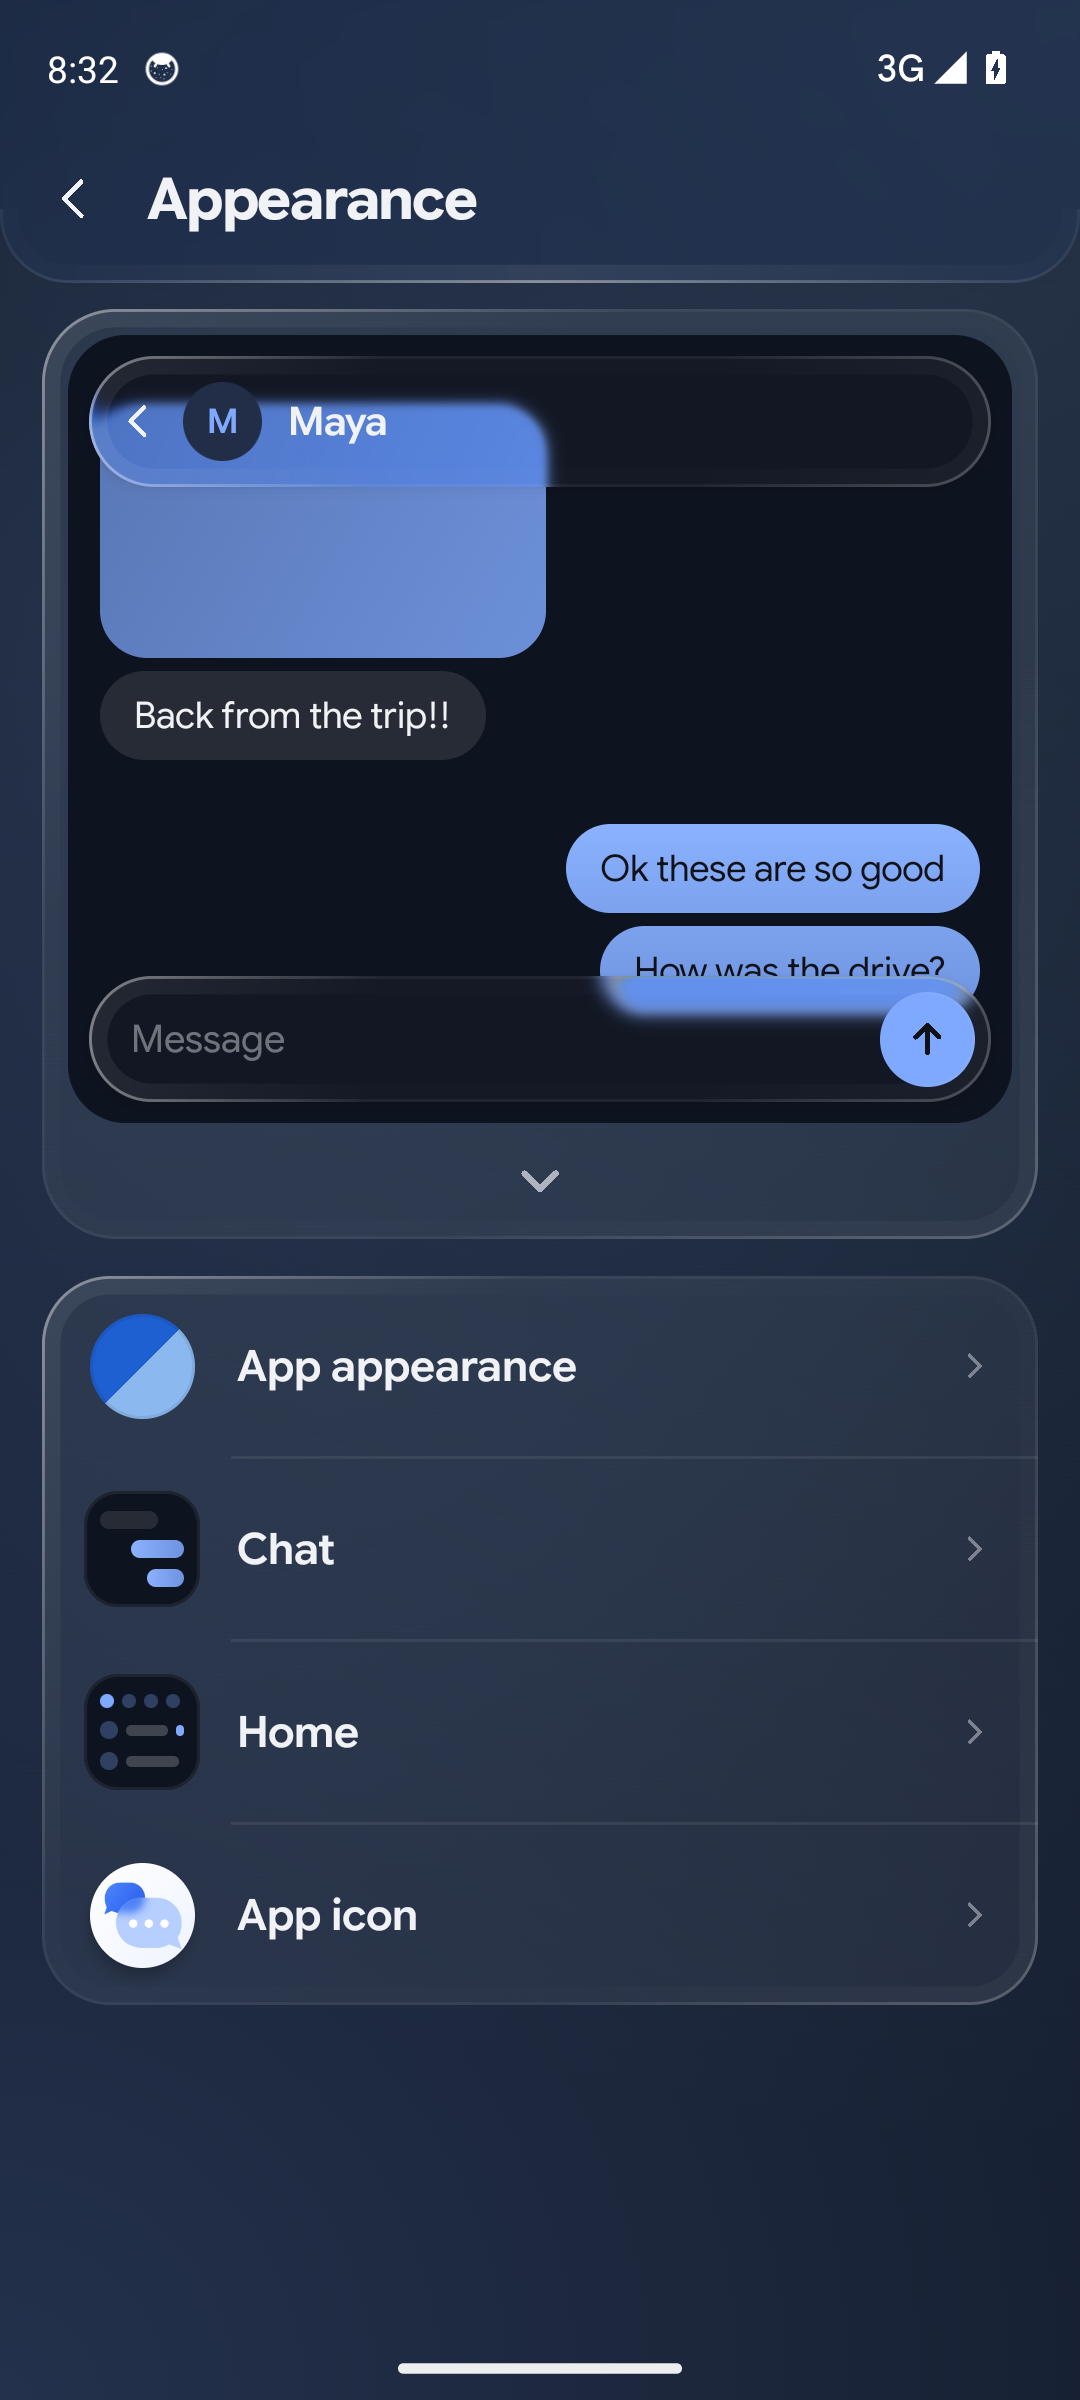 8:32
3G
Appearance
M
Maya
Back from the trip!!
Ok these are so good
How was the drive?
Message
App appearance
Chat
Home
App icon